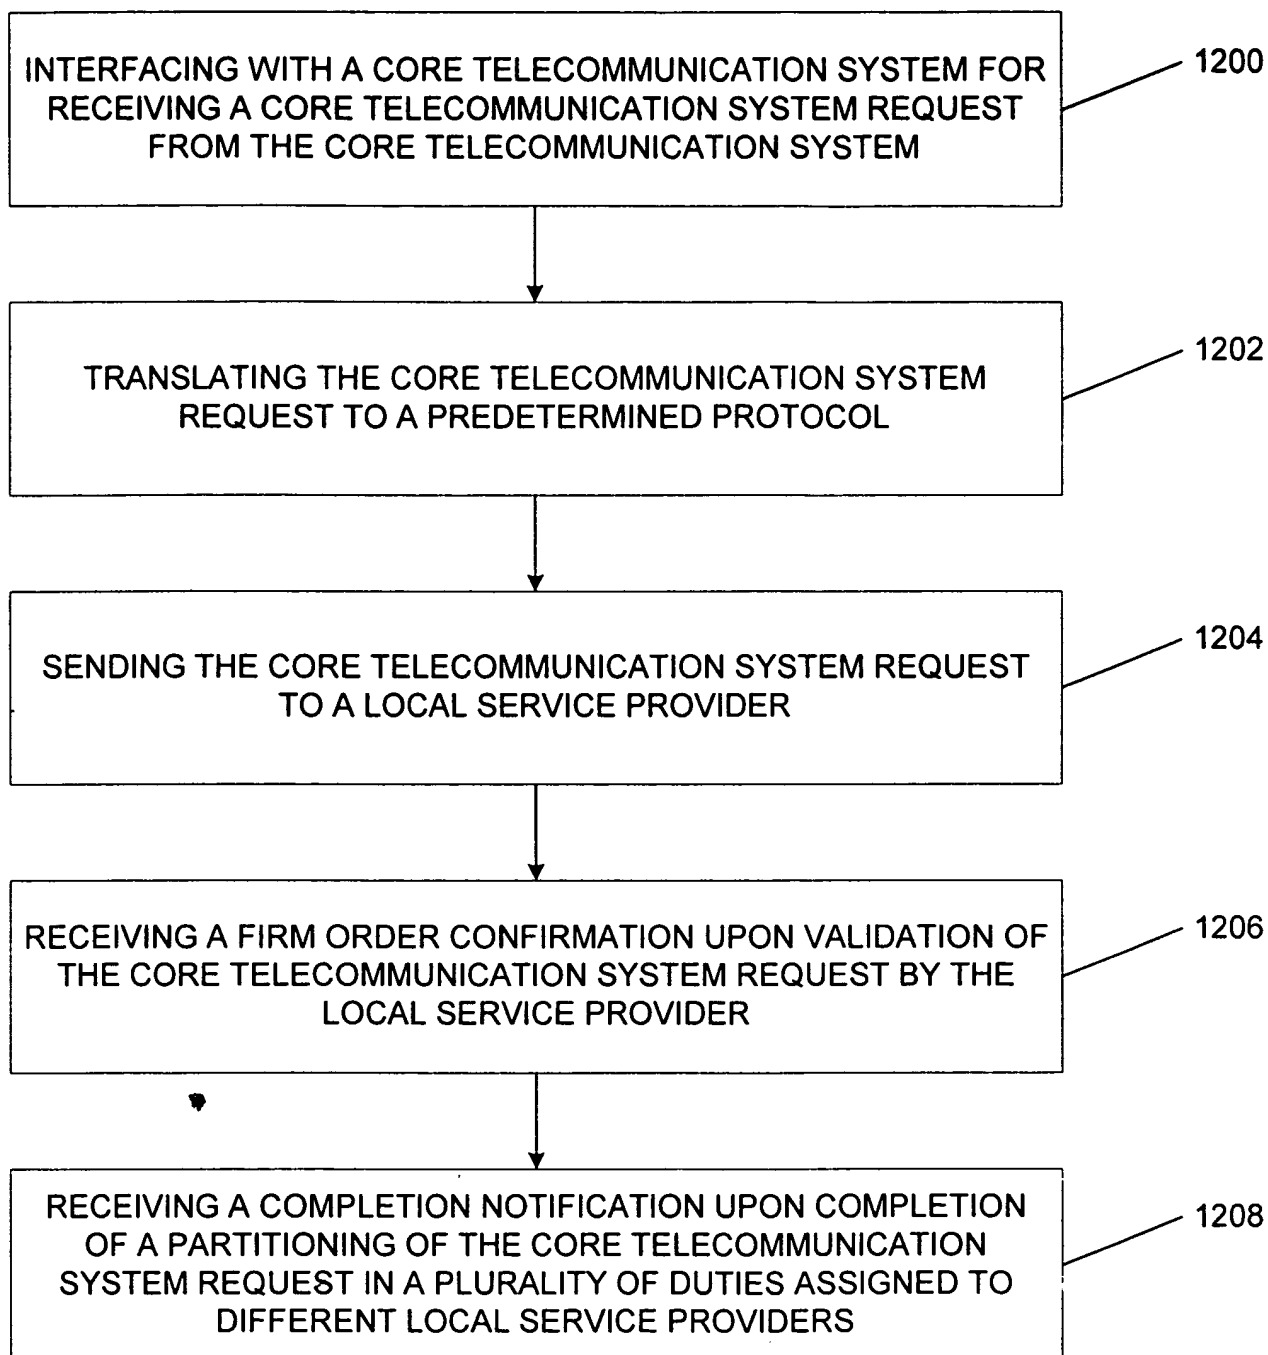 INTERFACING WITH A CORE TELECOMMUNICATION SYSTEM FOR
RECEIVING A CORE TELECOMMUNICATION SYSTEM REQUEST
FROM THE CORE TELECOMMUNICATION SYSTEM
1200
TRANSLATING THE CORE TELECOMMUNICATION SYSTEM
REQUEST TO A PREDETERMINED PROTOCOL
1202
SENDING THE CORE TELECOMMUNICATION SYSTEM REQUEST
TO A LOCAL SERVICE PROVIDER
1204
RECEIVING A FIRM ORDER CONFIRMATION UPON VALIDATION OF
THE CORE TELECOMMUNICATION SYSTEM REQUEST BY THE
LOCAL SERVICE PROVIDER
1206
RECEIVING A COMPLETION NOTIFICATION UPON COMPLETION
OF A PARTITIONING OF THE CORE TELECOMMUNICATION
SYSTEM REQUEST IN A PLURALITY OF DUTIES ASSIGNED TO
DIFFERENT LOCAL SERVICE PROVIDERS
1208